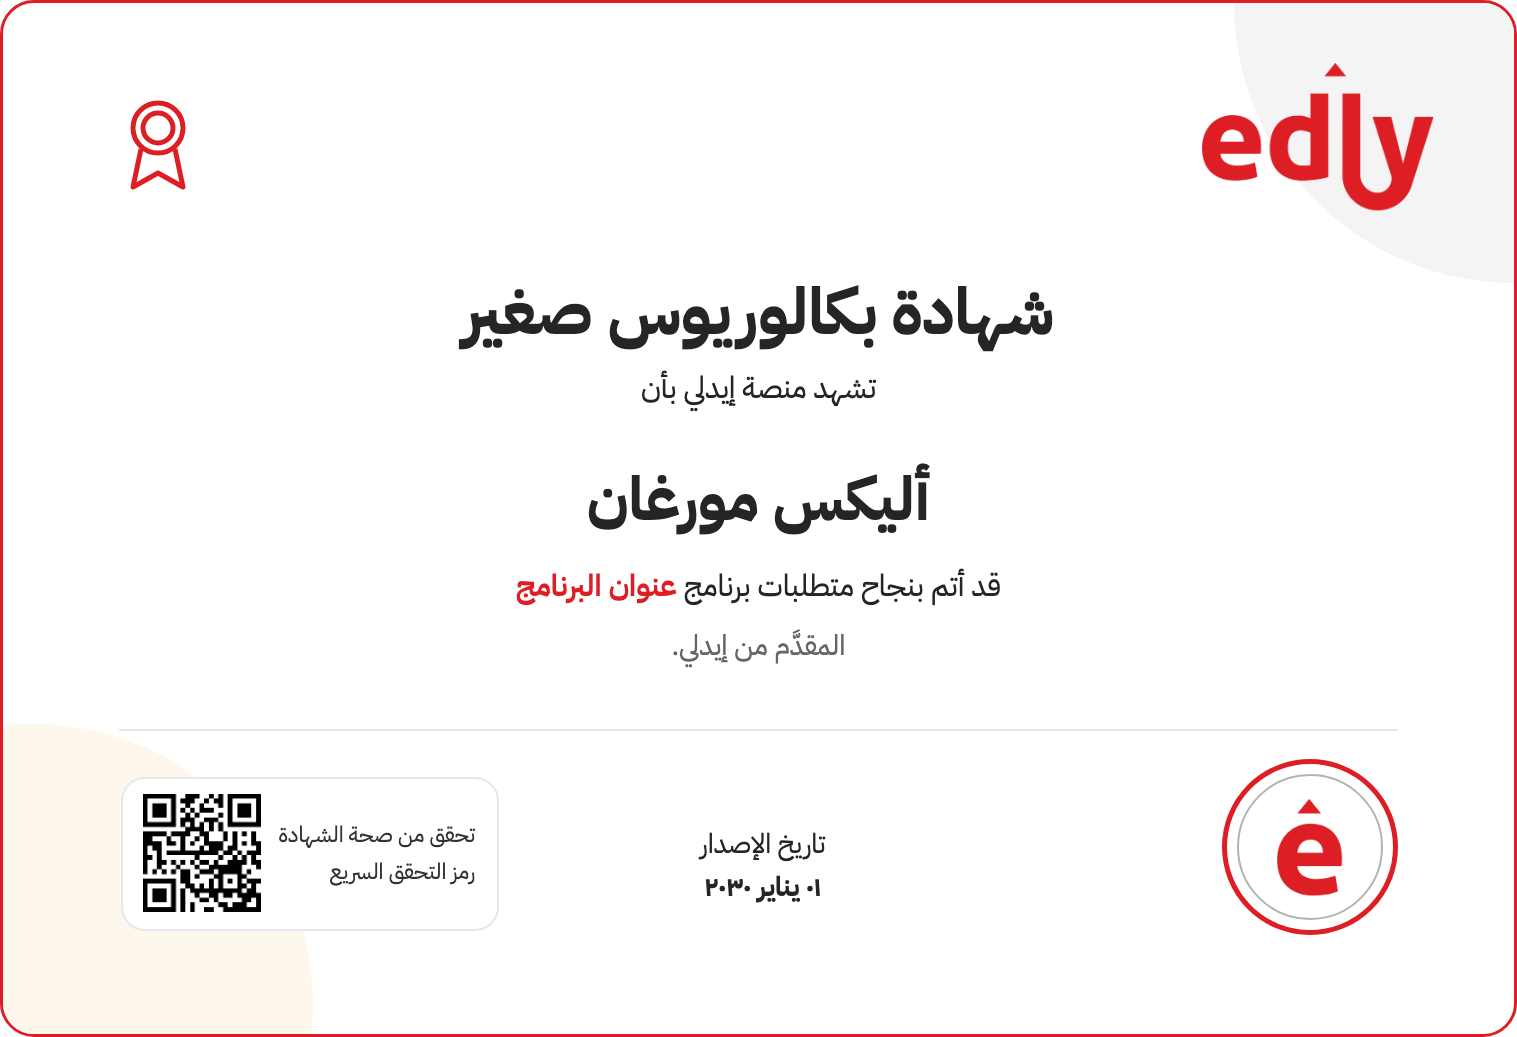 edly
شهادة بكالوريوس صغير
تشهد منصة إيدلي بأن
أليكس مورغان
قد أتم بنجاح متطلبات برنامج عنوان البرنامج
المقدَّم من إيدلي.
تحقق من صحة الشهادة
رمز التحقق السريع
تاريخ الإصدار
٠١ يناير ٢٠٣٠
e